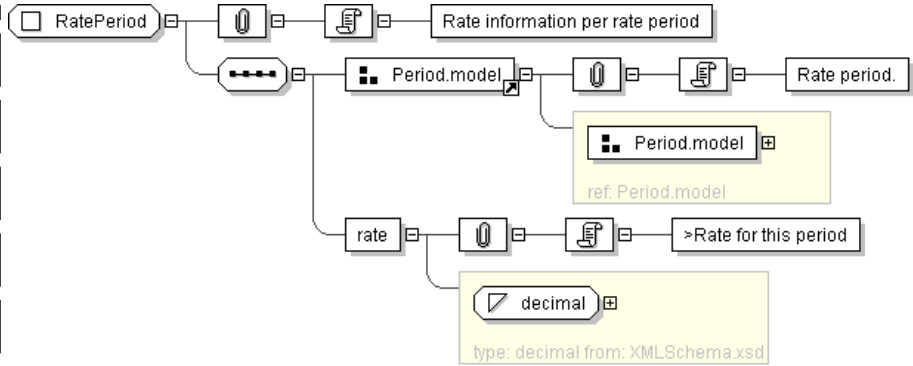 RatePeriod
Rate information per rate period
Period.model
Rate period.
Period.model
ref: Period.model
rate
>Rate for this period
decimal
type: decimal from: XMLSchema.xsd